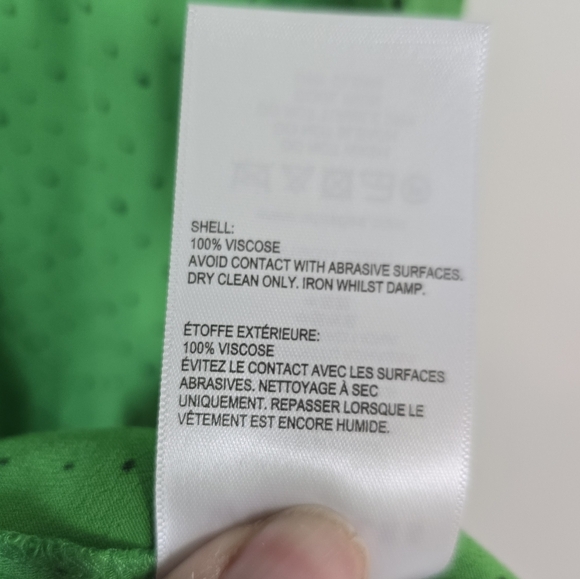 SHELL:
100% VISCOSE
AVOID CONTACT WITH ABRASIVE SURFACES.
DRY CLEAN ONLY. IRON WHILST DAMP.
ÉTOFFE EXTÉRIEURE:
100% VISCOSE
ÉVITEZ LE CONTACT AVEC LES SURFACES
ABRASIVES. NETTOYAGE À SEC
UNIQUEMENT. REPASSER LORSQUE LE
VÊTEMENT EST ENCORE HUMIDE.